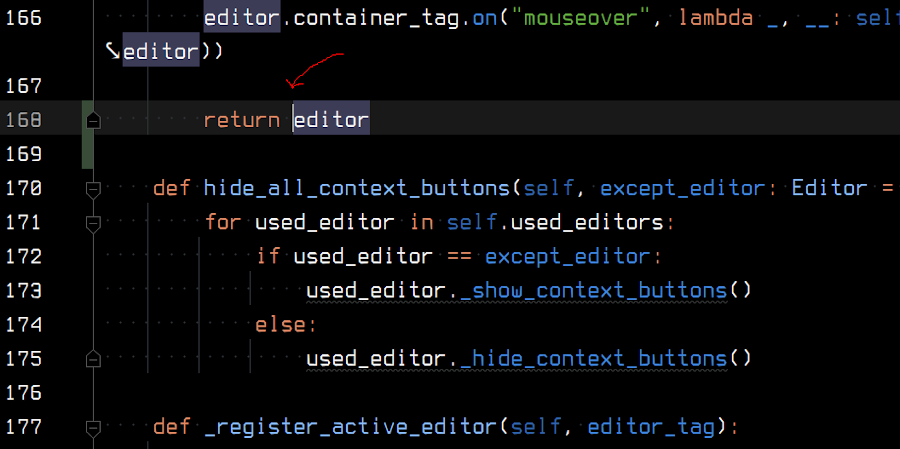 166 editor.container_tag.on("mouseover", lambda _, __: sel
editor))
167
168 return editor
169
170 def hide_all_context_buttons(self, except_editor: Editor =
171 for used_editor in self.used_editors:
172 if used_editor == except_editor:
173 used_editor._show_context_buttons()
174 else:
175 used_editor._hide_context_buttons()
176
177 def _register_active_editor(self, editor_tag):